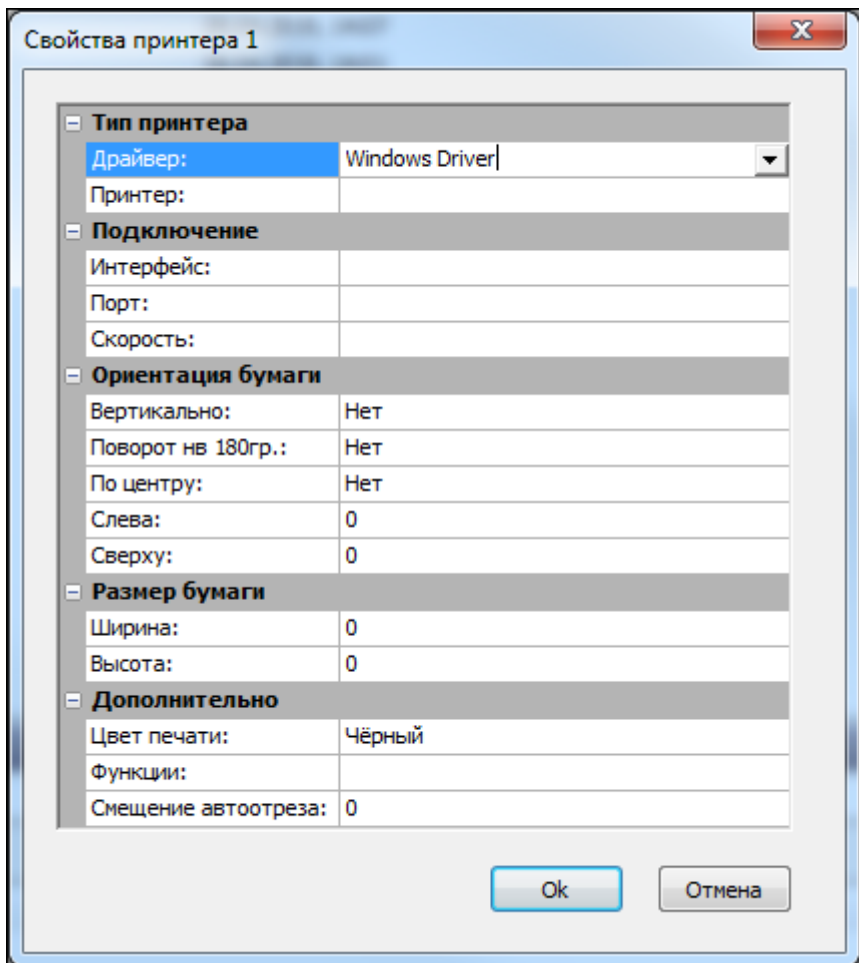 Свойства принтера 1
Тип принтера
Драйвер: Windows Driver
Принтер:
Подключение
Интерфейс:
Порт:
Скорость:
Ориентация бумаги
Вертикально: Нет
Поворот нв 180гр.: Нет
По центру: Нет
Слева: 0
Сверху: 0
Размер бумаги
Ширина: 0
Высота: 0
Дополнительно
Цвет печати: Чёрный
Функции:
Смещение автоотреза: 0
Ok Отмена